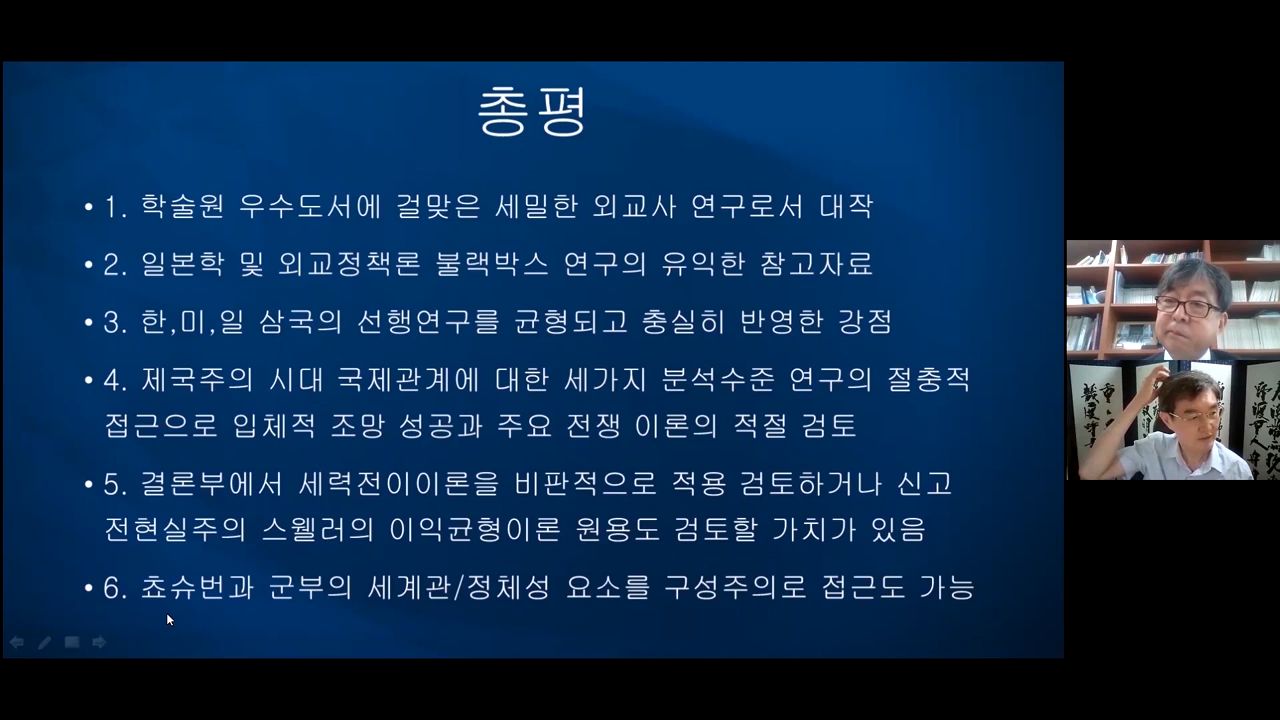 총평
• 1. 학술원 우수도서에 걸맞은 세밀한 외교사 연구로서 대작
• 2. 일본학 및 외교정책론 불랙박스 연구의 유익한 참고자료
• 3. 한,미,일 삼국의 선행연구를 균형되고 충실히 반영한 강점
• 4. 제국주의 시대 국제관계에 대한 세가지 분석수준 연구의 절충적
접근으로 입체적 조망 성공과 주요 전쟁 이론의 적절 검토
• 5. 결론부에서 세력전이이론을 비판적으로 적용 검토하거나 신고
전현실주의 스웰러의 이익균형이론 원용도 검토할 가치가 있음
• 6. 쵸슈번과 군부의 세계관/정체성 요소를 구성주의로 접근도 가능